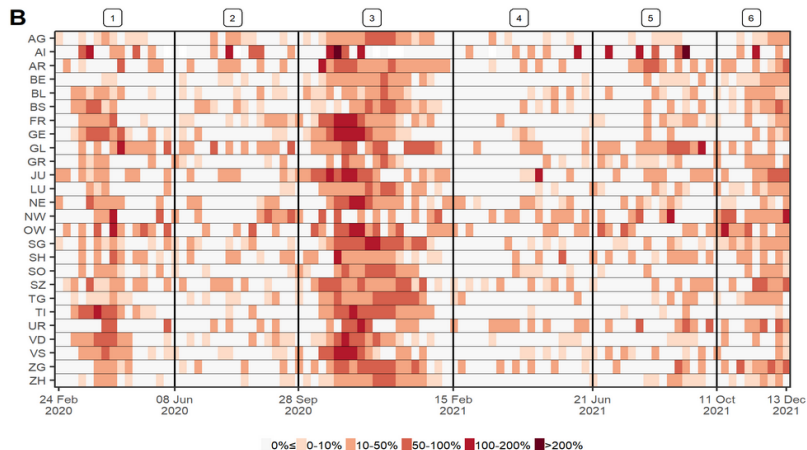 B
1 2 3 4 5 6
AG
AI
AR
BE
BL
BS
FR
GE
GL
GR
JU
LU
NE
NW
OW
SG
SH
SO
SZ
TG
TI
UR
VD
VS
ZG
ZH
24 Feb 08 Jun 28 Sep 15 Feb 21 Jun 11 Oct 13 Dec
2020 2020 2020 2021 2021 2021 2021
0%≤ 0-10% 10-50% 50-100% 100-200% >200%